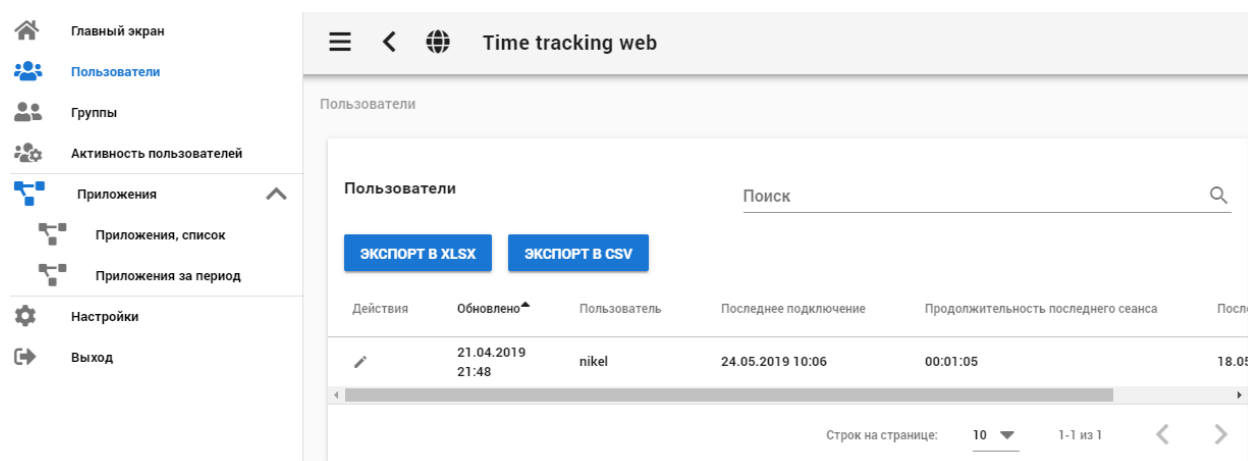 Главный экран
Пользователи
Группы
Активность пользователей
Приложения
Приложения, список
Приложения за период
Настройки
Выход
Time tracking web
Пользователи
Пользователи
Поиск
ЭКСПОРТ В XLSX ЭКСПОРТ В CSV
Действия Обновлено Пользователь Последнее подключение Продолжительность последнего сеанса
21.04.2019
21:48 nikel 24.05.2019 10:06 00:01:05
Строк на странице: 10 1-1 из 1